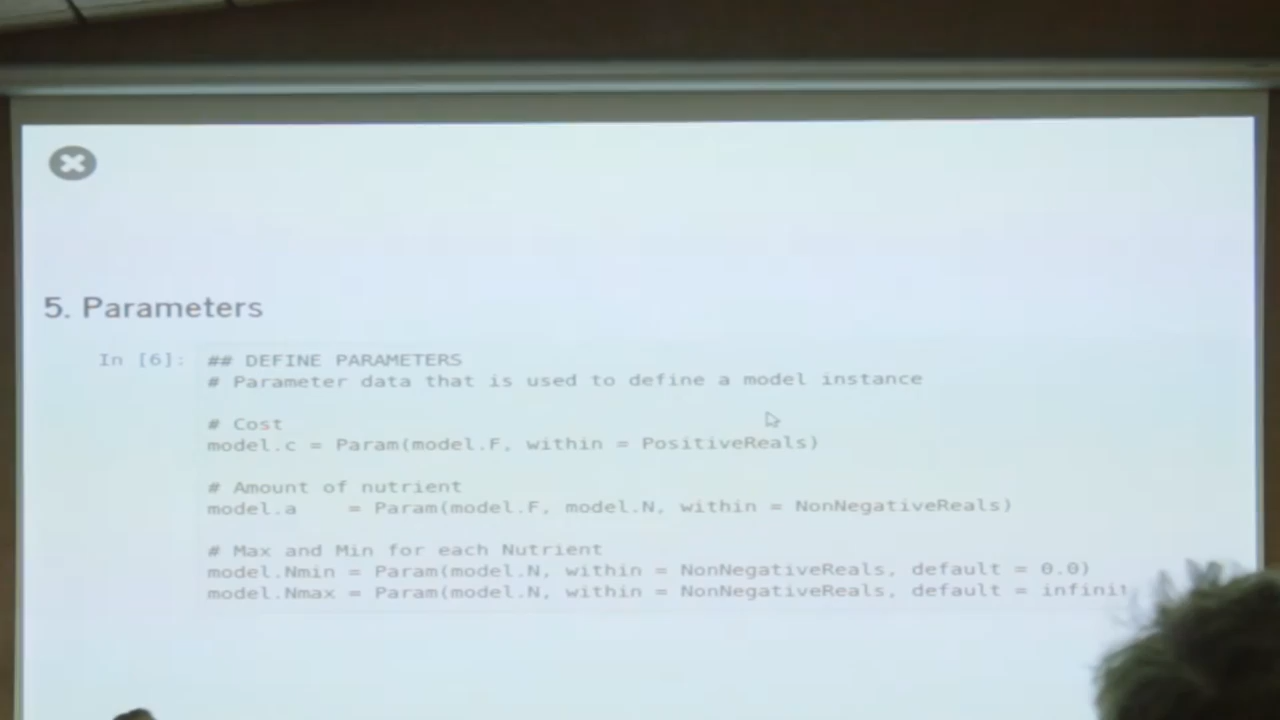 5. Parameters
In [6]: ## DEFINE PARAMETERS
# Parameter data that is used to define a model instance
# Cost
model.c = Param(model.F, within = PositiveReals)
# Amount of nutrient
model.a    = Param(model.F, model.N, within = NonNegativeReals)
# Max and Min for each Nutrient
model.Nmin = Param(model.N, within = NonNegativeReals, default = 0.0)
model.Nmax = Param(model.N, within = NonNegativeReals, default =